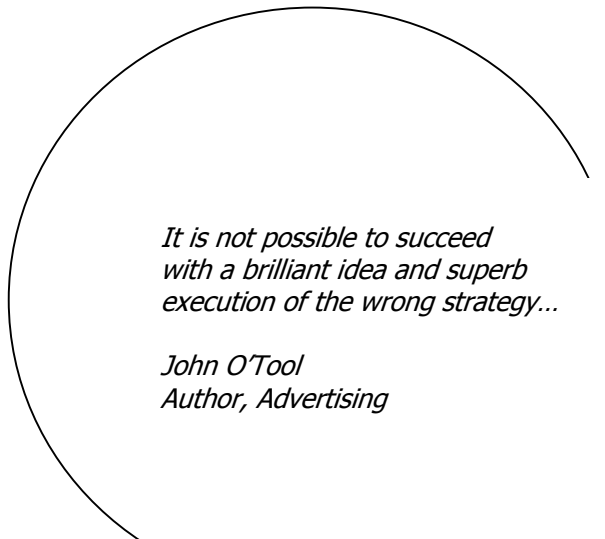 It is not possible to succeed
with a brilliant idea and superb
execution of the wrong strategy…
John O’Tool
Author, Advertising